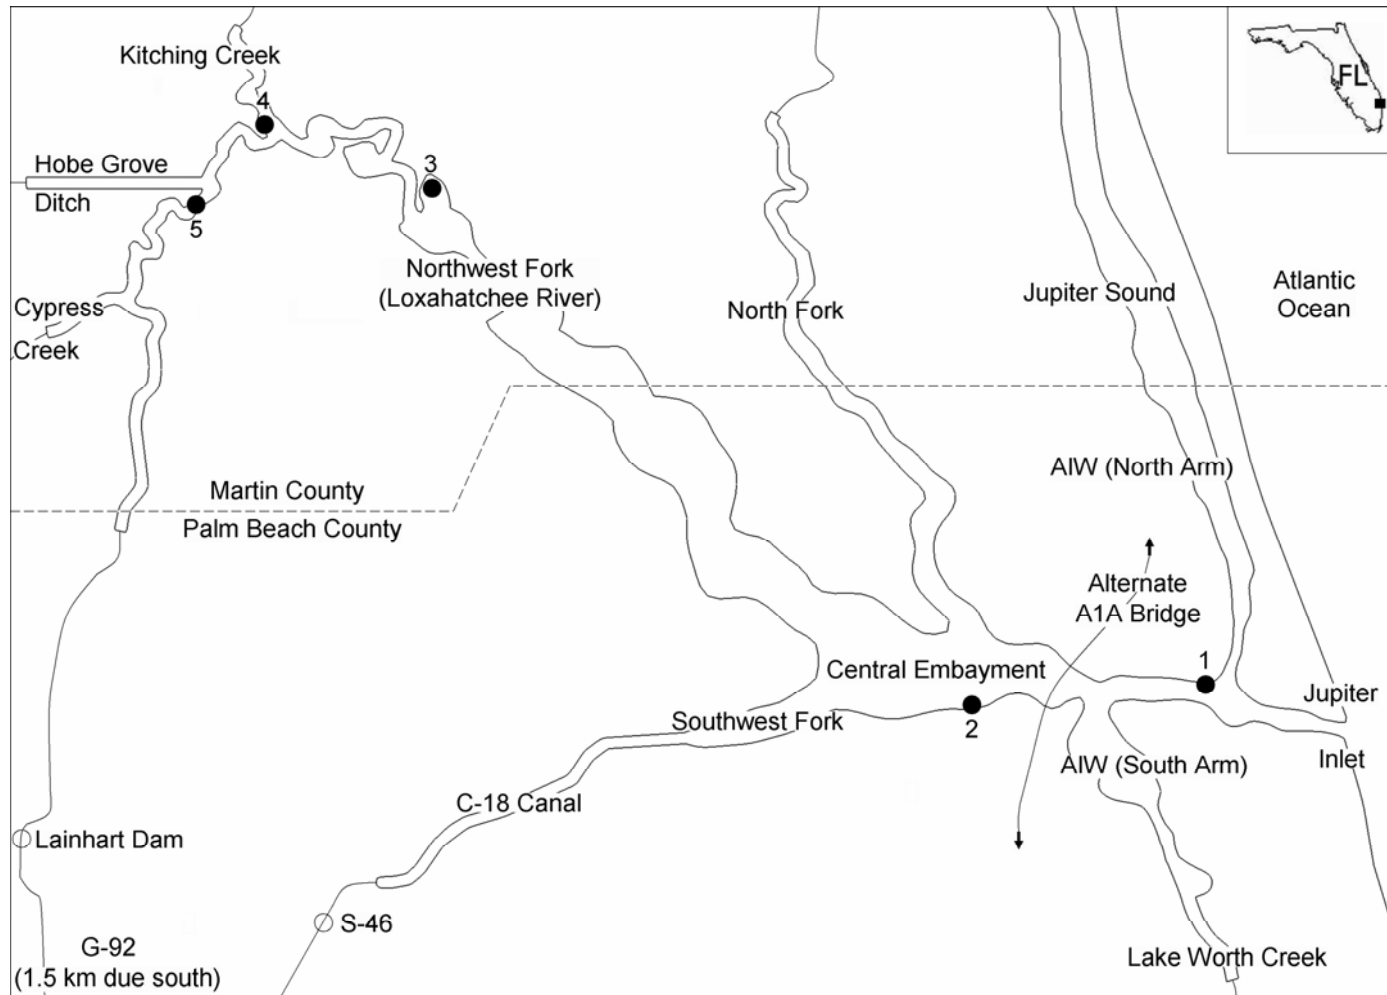 Kitching Creek
4
FL
Hobe Grove
Ditch
3
5
Northwest Fork
(Loxahatchee River)
Cypress
Creek
North Fork
Jupiter Sound
Atlantic
Ocean
AIW (North Arm)
Martin County
Palm Beach County
Alternate
A1A Bridge
Central Embayment
1
Jupiter
Inlet
Southwest Fork
2
AIW (South Arm)
C-18 Canal
Lainhart Dam
S-46
G-92
(1.5 km due south)
Lake Worth Creek